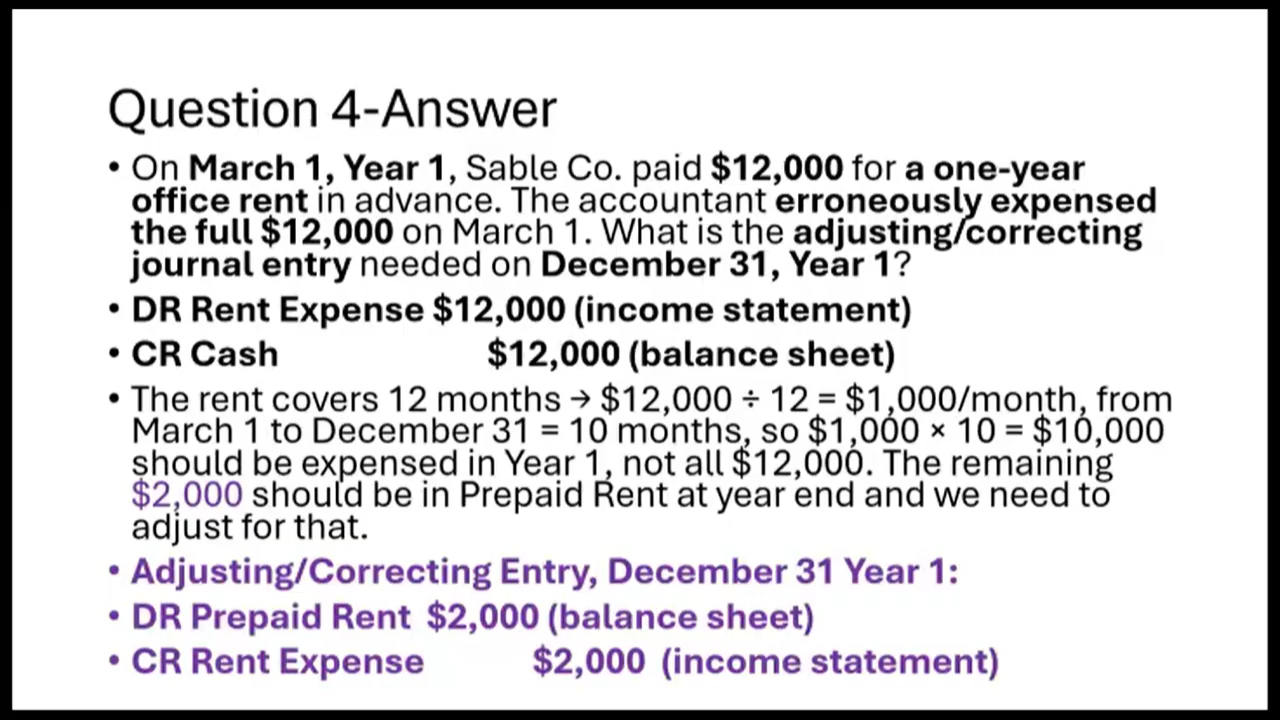 Question 4-Answer
• On March 1, Year 1, Sable Co. paid $12,000 for a one-year
office rent in advance. The accountant erroneously expensed
the full $12,000 on March 1. What is the adjusting/correcting
journal entry needed on December 31, Year 1?
• DR Rent Expense $12,000 (income statement)
• CR Cash $12,000 (balance sheet)
• The rent covers 12 months → $12,000 ÷ 12 = $1,000/month, from
March 1 to December 31 = 10 months, so $1,000 × 10 = $10,000
should be expensed in Year 1, not all $12,000. The remaining
$2,000 should be in Prepaid Rent at year end and we need to
adjust for that.
• Adjusting/Correcting Entry, December 31 Year 1:
• DR Prepaid Rent $2,000 (balance sheet)
• CR Rent Expense $2,000 (income statement)